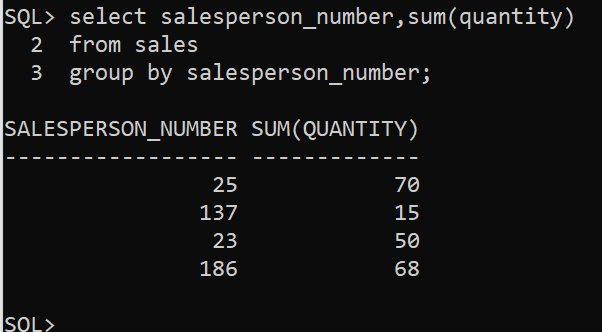 SQL> select salesperson_number,sum(quantity)
  2  from sales
  3  group by salesperson_number;
SALESPERSON_NUMBER SUM(QUANTITY)
------------------ -------------
                25            70
               137            15
                23            50
               186            68
SQL>